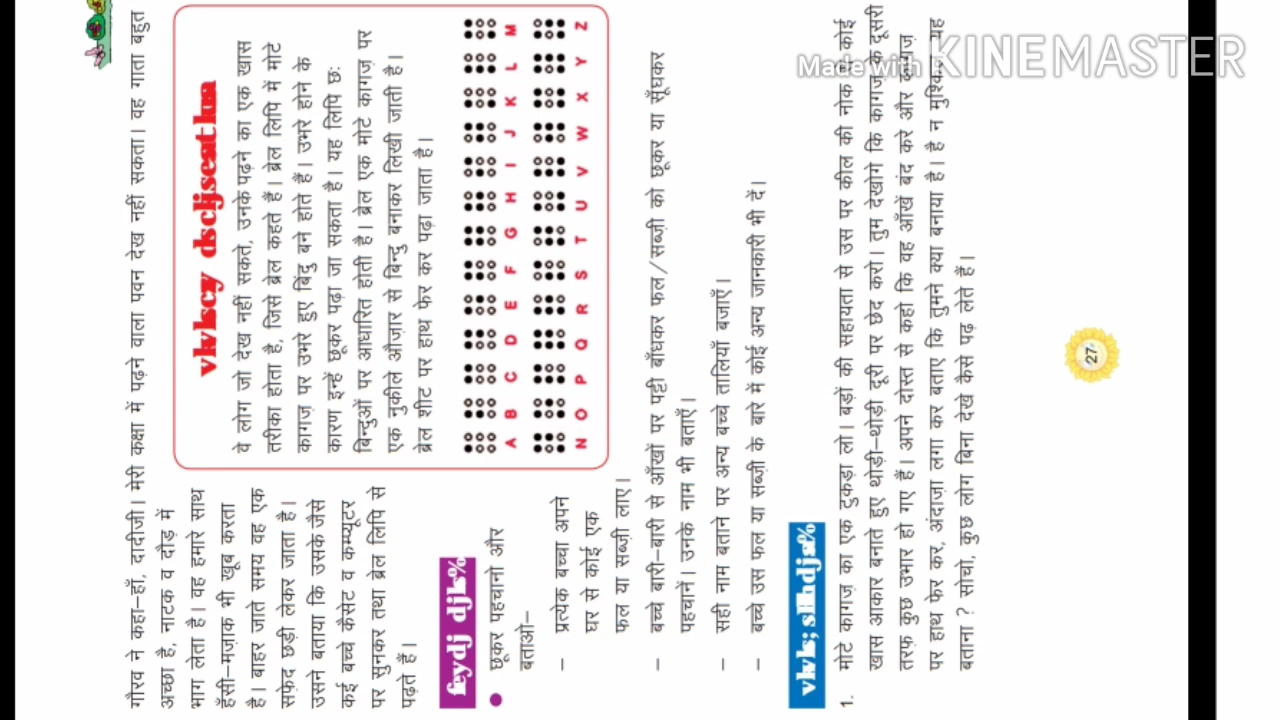 गौरव ने कहा–हाँ, दादीजी। मेरी कक्षा में पढ़ने वाला पवन देख नहीं सकता। वह गाता बहुत
अच्छा है, नाटक व दौड़ में
भाग लेता है। वह हमारे साथ
हँसी–मज़ाक भी खूब करता
है। बाहर जाते समय वह एक
सफ़ेद छड़ी लेकर जाता है।
उसने बताया कि उसके जैसे
कई बच्चे कैसेट व कम्प्यूटर
पर सुनकर तथा ब्रेल लिपि से
पढ़ते हैं।
वे लोग जो देख नहीं सकते, उनके पढ़ने का एक खास
तरीका होता है, जिसे ब्रेल कहते हैं। ब्रेल लिपि में मोटे
कागज़ पर उभरे हुए बिंदु बने होते हैं। उभरे होने के
कारण इन्हें छूकर पढ़ा जा सकता है। यह लिपि छः
बिन्दुओं पर आधारित होती है। ब्रेल एक मोटे कागज़ पर
एक नुकीले औज़ार से बिन्दु बनाकर लिखी जाती है।
ब्रेल शीट पर हाथ फेर कर पढ़ा जाता है।
A B C D E F G H I J K L M
N O P Q R S T U V W X Y Z
fey dj djks%
● छूकर पहचानो और
बताओ–
– प्रत्येक बच्चा अपने
घर से कोई एक
फल या सब्ज़ी लाए।
– बच्चे बारी–बारी से आँखों पर पट्टी बाँधकर फल/सब्ज़ी को छूकर या सूँघकर
पहचानें। उनके नाम भी बताएँ।
– सही नाम बताने पर अन्य बच्चे तालियाँ बजाएँ।
– बच्चे उस फल या सब्ज़ी के बारे में कोई अन्य जानकारी भी दें।
1. मोटे कागज़ का एक टुकड़ा लो। बड़ों की सहायता से उस पर कील की नोक से कोई
खास आकार बनाते हुए थोड़ी–थोड़ी दूरी पर छेद करो। तुम देखोगे कि कागज़ के दूसरी
तरफ़ कुछ उभार हो गए हैं। अपने दोस्त से कहो कि वह आँखें बंद करे और कागज़
पर हाथ फेर कर, अंदाज़ा लगा कर बताए कि तुमने क्या बनाया है। है न मुश्किल यह
बताना? सोचो, कुछ लोग बिना देखे कैसे पढ़ लेते हैं।
27
Made with KINEMASTER